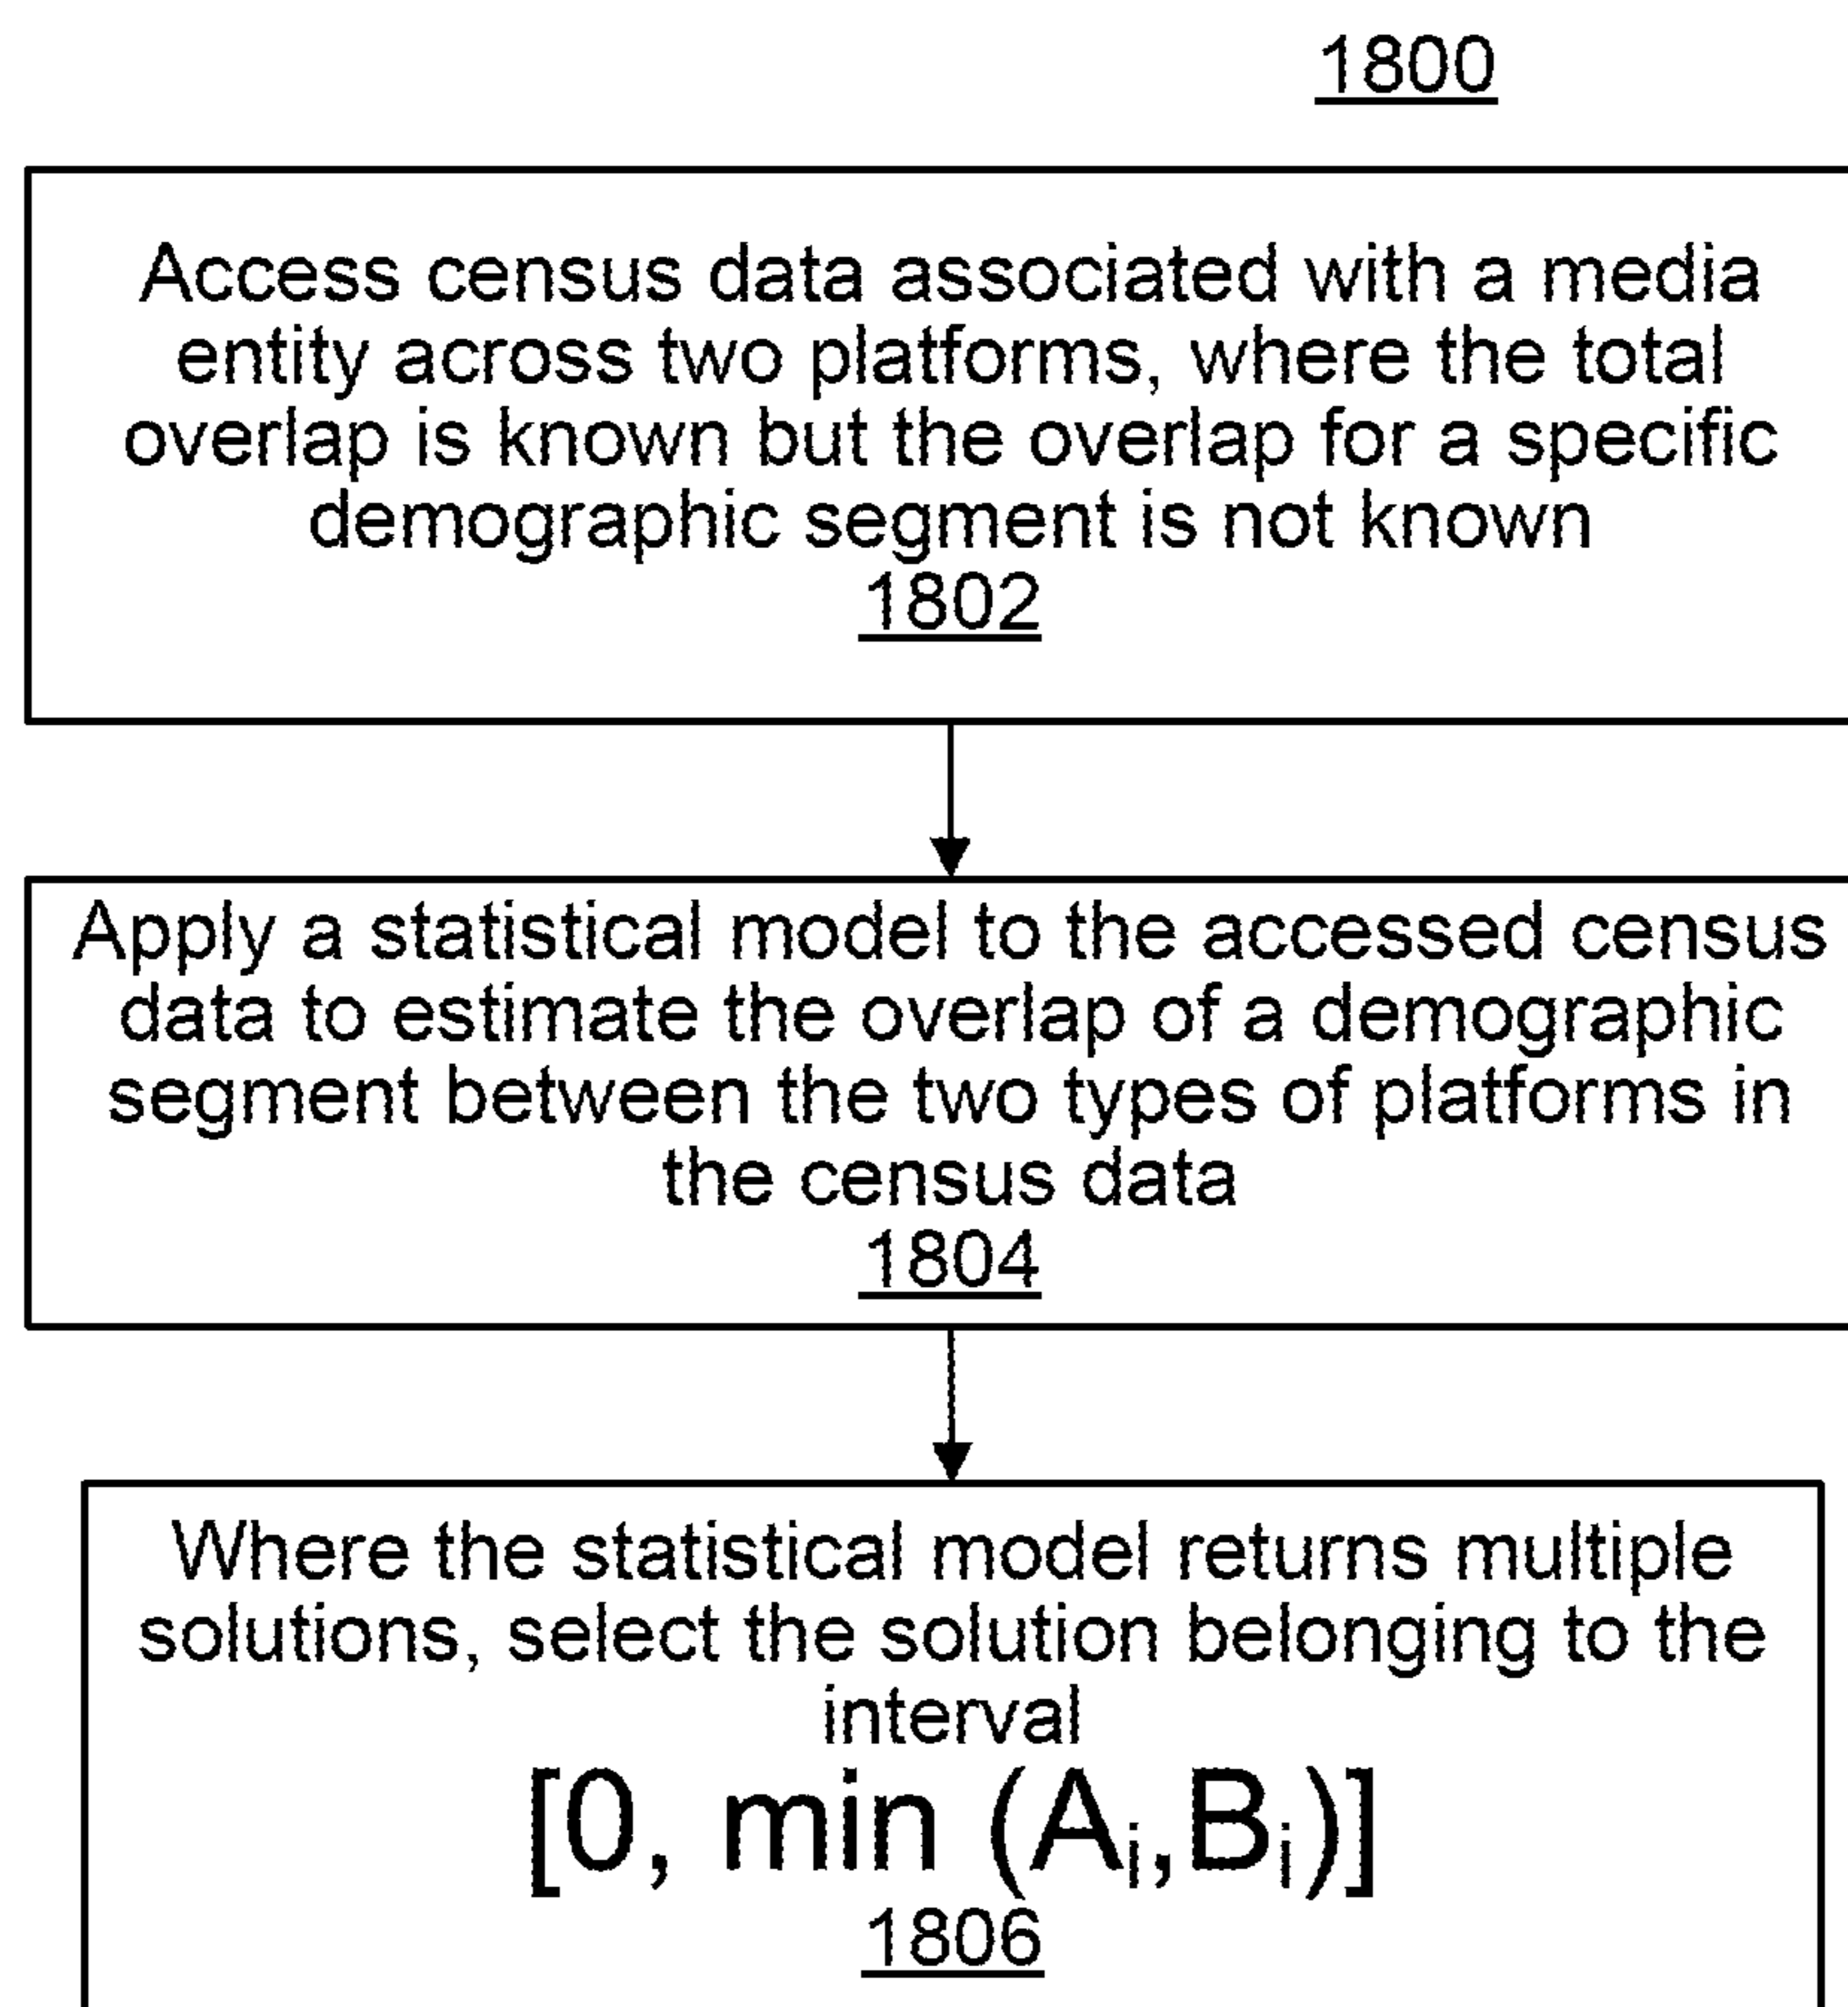 1800
Access census data associated with a media
entity across two platforms, where the total
overlap is known but the overlap for a specific
demographic segment is not known
1802
Apply a statistical model to the accessed census
data to estimate the overlap of a demographic
segment between the two types of platforms in
the census data
1804
Where the statistical model returns multiple
solutions, select the solution belonging to the
interval
[0, min (Aᵢ,Bᵢ)]
1806